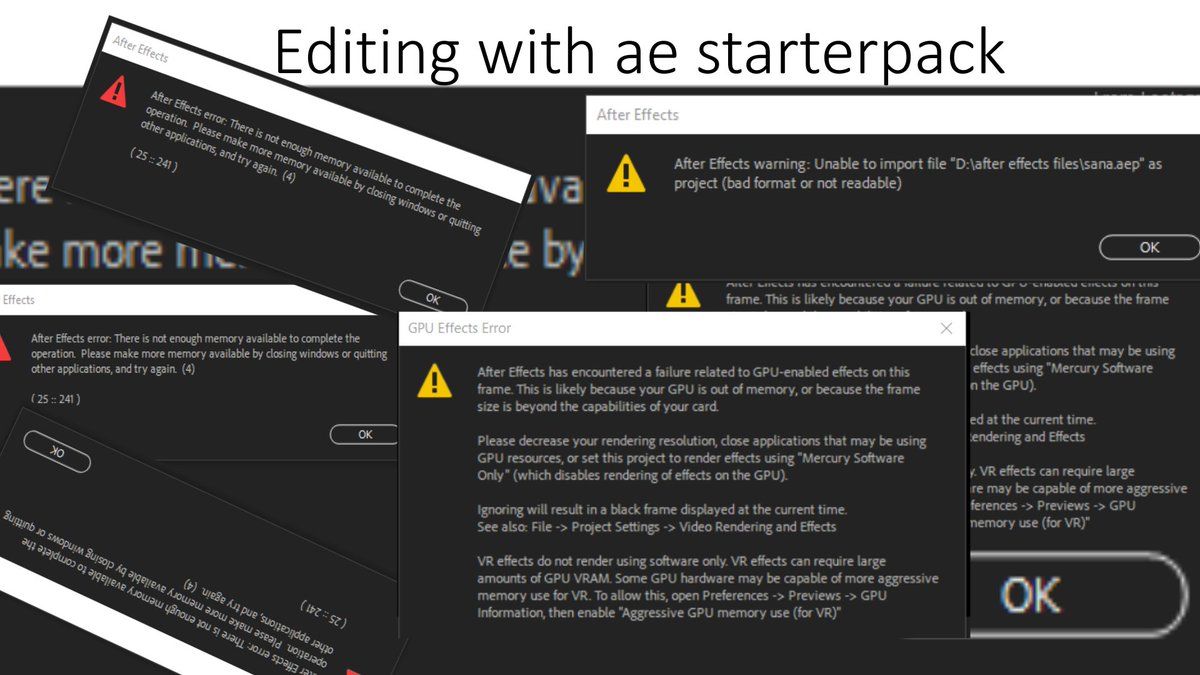 Editing with ae starterpack
After Effects
After Effects error: There is not enough memory available to complete the
operation.  Please make more memory available by closing windows or quitting
other applications, and try again.  (4)
( 25 :: 241 )
OK
After Effects
After Effects warning: Unable to import file "D:\after effects files\sana.aep" as
project (bad format or not readable)
OK
ke more
e by
Effects
After Effects error: There is not enough memory available to complete the
operation.  Please make more memory available by closing windows or quitting
other applications, and try again.  (4)
( 25 :: 241 )
OK
GPU Effects Error
After Effects has encountered a failure related to GPU-enabled effects on this
frame. This is likely because your GPU is out of memory, or because the frame
size is beyond the capabilities of your card.
Please decrease your rendering resolution, close applications that may be using
GPU resources, or set this project to render effects using "Mercury Software
Only" (which disables rendering of effects on the GPU).
Ignoring will result in a black frame displayed at the current time.
See also: File -> Project Settings -> Video Rendering and Effects
VR effects do not render using software only. VR effects can require large
amounts of GPU VRAM. Some GPU hardware may be capable of more aggressive
memory use for VR. To allow this, open Preferences -> Previews -> GPU
Information, then enable "Aggressive GPU memory use (for VR)"
After Effects has encountered a failure related to GPU-enabled effects on this
frame. This is likely because your GPU is out of memory, or because the frame
close applications that may be using
effects using "Mercury Software
n the GPU).
ed at the current time.
Rendering and Effects
y. VR effects can require large
re may be capable of more aggressive
ferences -> Previews -> GPU
memory use (for VR)"
OK
OK
ter Effects error: There is not enough memory available to complete the
operation.  Please make more memory available by closing windows or quitting
other applications, and try again.  (4)
( 25 :: 241 )